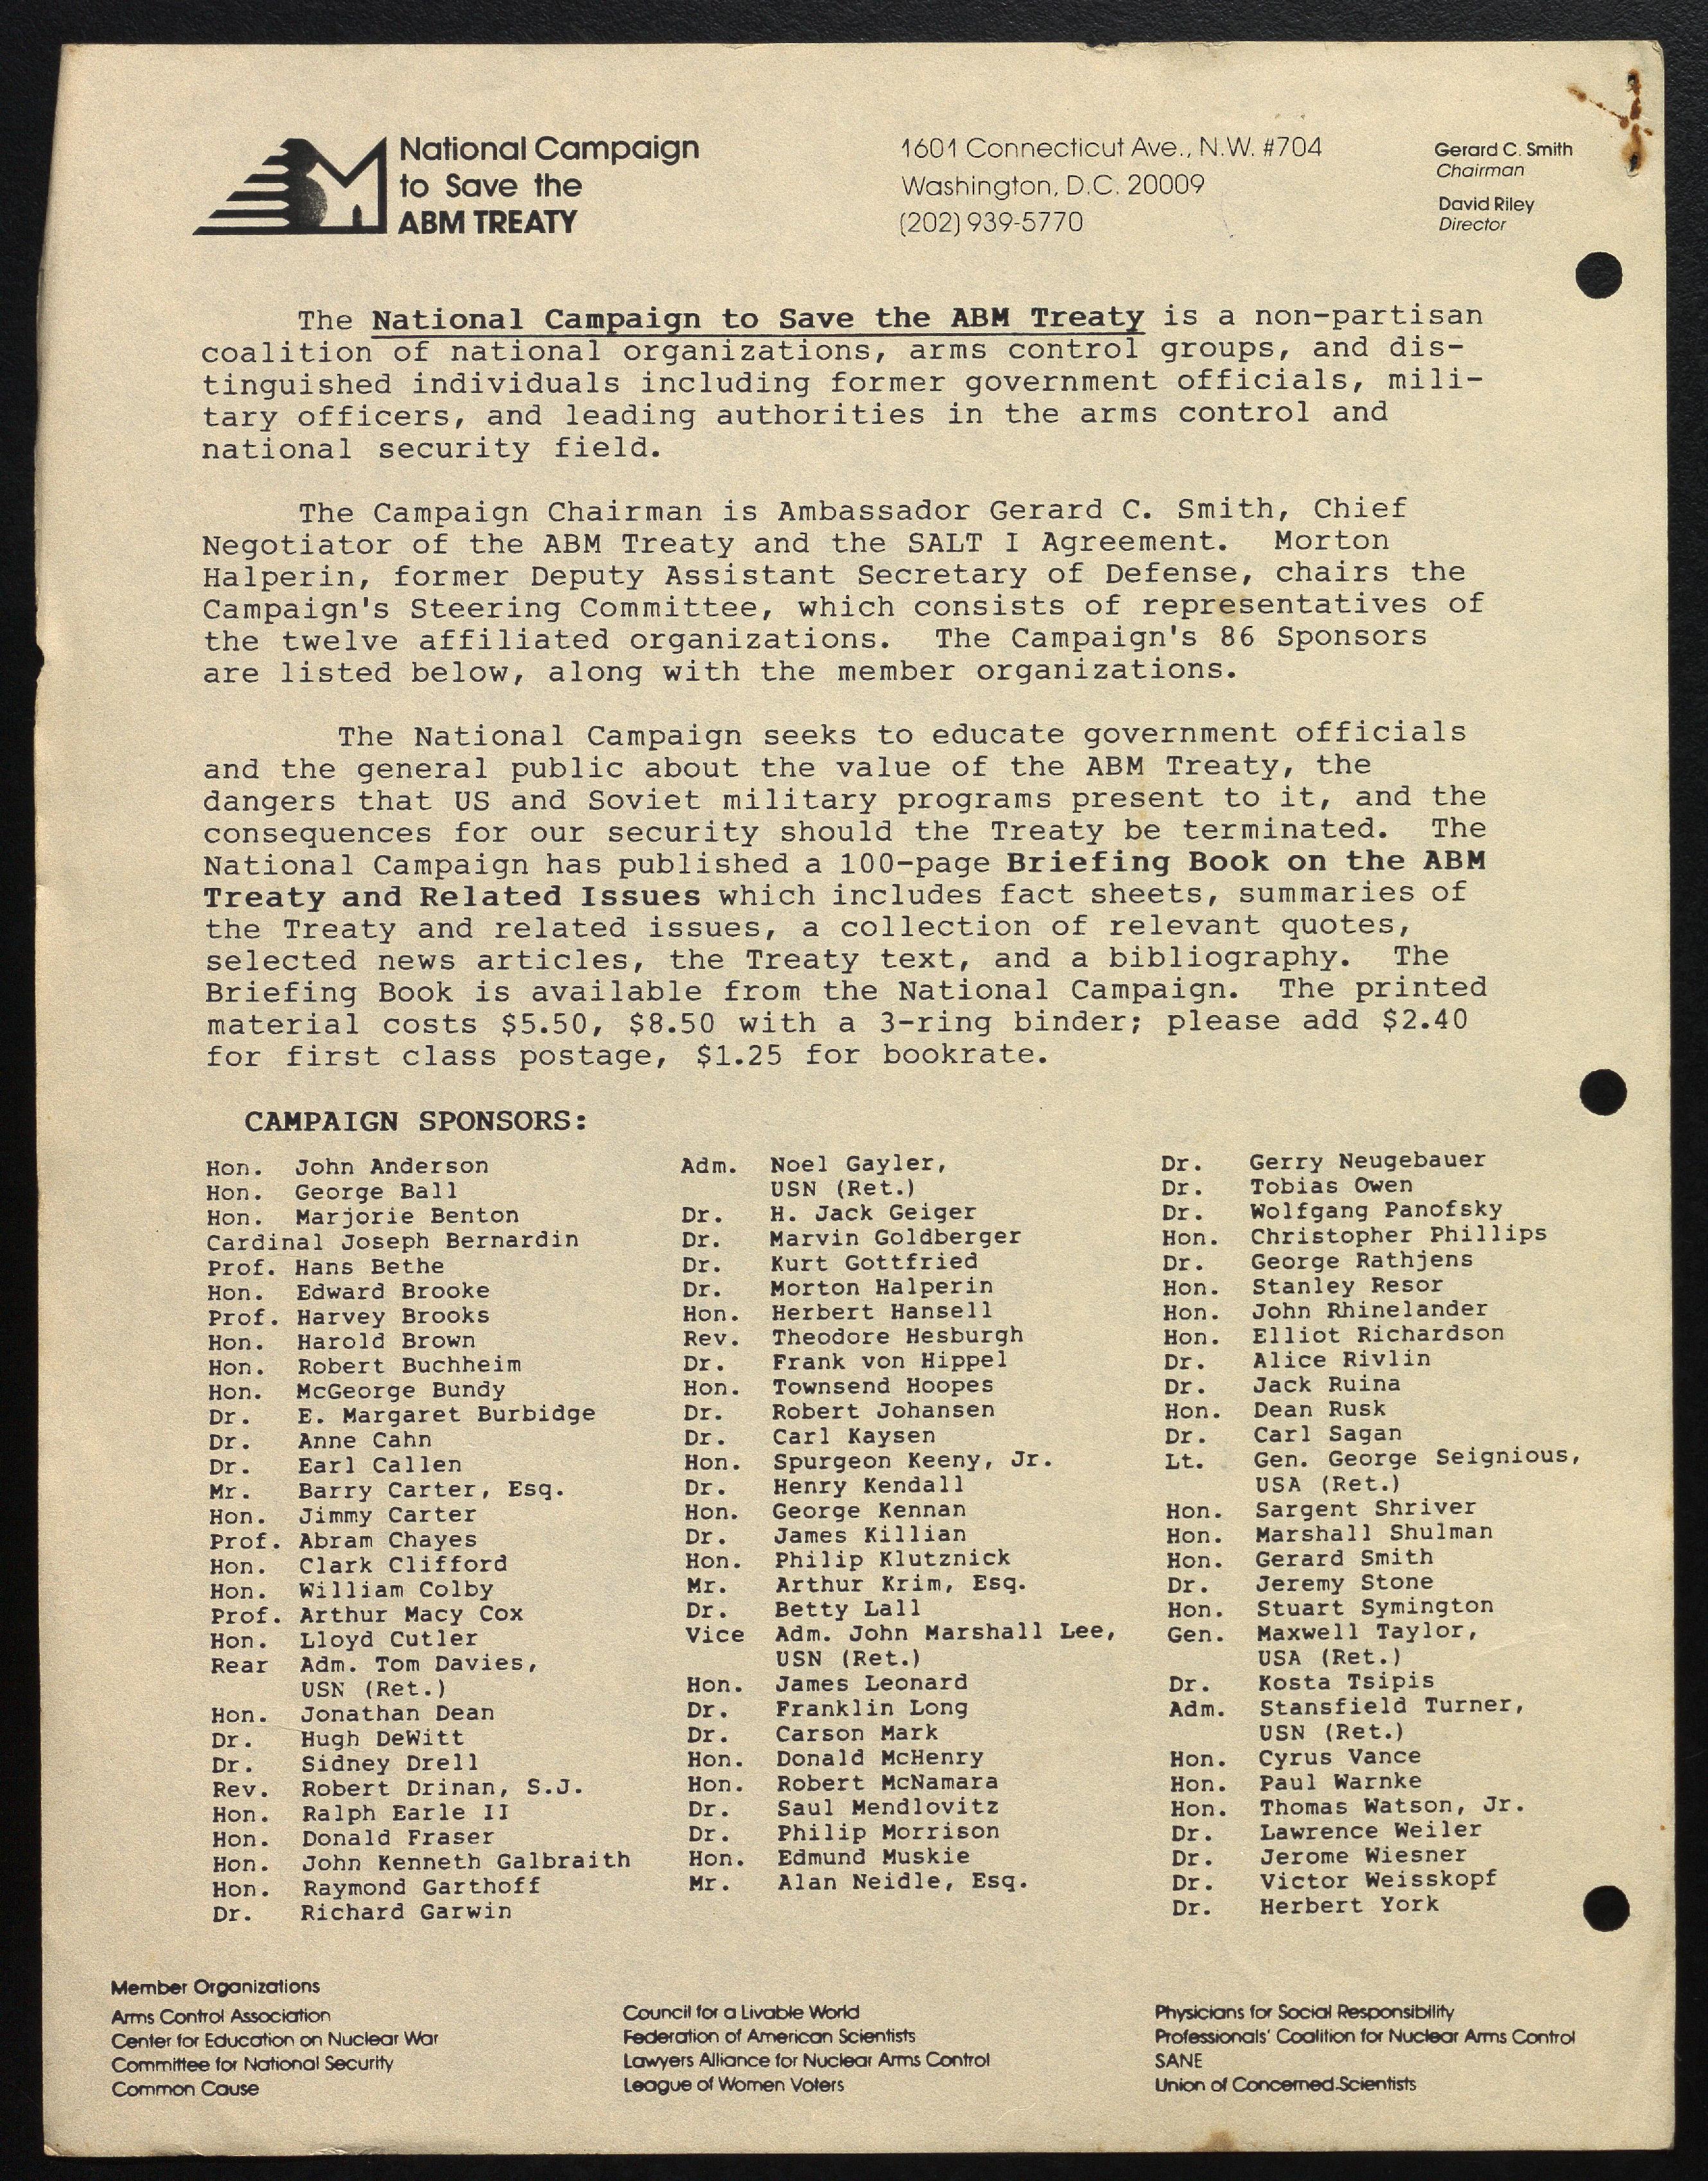 National Campaign
to Save the
ABM TREATY
1601 Connecticut Ave., N.W. #704
Washington, D.C. 20009
(202) 939-5770
Gerard C. Smith
Chairman
David Riley
Director
The National Campaign to Save the ABM Treaty is a non-partisan
coalition of national organizations, arms control groups, and dis-
tinguished individuals including former government officials, mili-
tary officers, and leading authorities in the arms control and
national security field.
The Campaign Chairman is Ambassador Gerard C. Smith, Chief
Negotiator of the ABM Treaty and the SALT I Agreement. Morton
Halperin, former Deputy Assistant Secretary of Defense, chairs the
Campaign's Steering Committee, which consists of representatives of
the twelve affiliated organizations. The Campaign's 86 Sponsors
are listed below, along with the member organizations.
The National Campaign seeks to educate government officials
and the general public about the value of the ABM Treaty, the
dangers that US and Soviet military programs present to it, and the
consequences for our security should the Treaty be terminated. The
National Campaign has published a 100-page Briefing Book on the ABM
Treaty and Related Issues which includes fact sheets, summaries of
the Treaty and related issues, a collection of relevant quotes,
selected news articles, the Treaty text, and a bibliography. The
Briefing Book is available from the National Campaign. The printed
material costs $5.50, $8.50 with a 3-ring binder; please add $2.40
for first class postage, $1.25 for bookrate.
CAMPAIGN SPONSORS:
Hon. John Anderson
Hon. George Ball
Hon. Marjorie Benton
Cardinal Joseph Bernardin
Prof. Hans Bethe
Hon. Edward Brooke
Prof. Harvey Brooks
Hon. Harold Brown
Hon. Robert Buchheim
Hon. McGeorge Bundy
Dr. E. Margaret Burbidge
Dr. Anne Cahn
Dr. Earl Callen
Mr. Barry Carter, Esq.
Hon. Jimmy Carter
Prof. Abram Chayes
Hon. Clark Clifford
Hon. William Colby
Prof. Arthur Macy Cox
Hon. Lloyd Cutler
Rear Adm. Tom Davies,
USN (Ret.)
Hon. Jonathan Dean
Dr. Hugh DeWitt
Dr. Sidney Drell
Rev. Robert Drinan, S.J.
Hon. Ralph Earle II
Hon. Donald Fraser
Hon. John Kenneth Galbraith
Hon. Raymond Garthoff
Dr. Richard Garwin
Adm. Noel Gayler,
USN (Ret.)
Dr. H. Jack Geiger
Dr. Marvin Goldberger
Dr. Kurt Gottfried
Dr. Morton Halperin
Hon. Herbert Hansell
Rev. Theodore Hesburgh
Dr. Frank von Hippel
Hon. Townsend Hoopes
Dr. Robert Johansen
Dr. Carl Kaysen
Hon. Spurgeon Keeny, Jr.
Dr. Henry Kendall
Hon. George Kennan
Dr. James Killian
Hon. Philip Klutznick
Mr. Arthur Krim, Esq.
Dr. Betty Lall
Vice Adm. John Marshall Lee,
USN (Ret.)
Hon. James Leonard
Dr. Franklin Long
Dr. Carson Mark
Hon. Donald McHenry
Hon. Robert McNamara
Dr. Saul Mendlovitz
Dr. Philip Morrison
Hon. Edmund Muskie
Mr. Alan Neidle, Esq.
Dr. Gerry Neugebauer
Dr. Tobias Owen
Dr. Wolfgang Panofsky
Hon. Christopher Phillips
Dr. George Rathjens
Hon. Stanley Resor
Hon. John Rhinelander
Hon. Elliot Richardson
Dr. Alice Rivlin
Dr. Jack Ruina
Hon. Dean Rusk
Dr. Carl Sagan
Lt. Gen. George Seignious,
USA (Ret.)
Hon. Sargent Shriver
Hon. Marshall Shulman
Hon. Gerard Smith
Dr. Jeremy Stone
Hon. Stuart Symington
Gen. Maxwell Taylor,
USA (Ret.)
Dr. Kosta Tsipis
Adm. Stansfield Turner,
USN (Ret.)
Hon. Cyrus Vance
Hon. Paul Warnke
Hon. Thomas Watson, Jr.
Dr. Lawrence Weiler
Dr. Jerome Wiesner
Dr. Victor Weisskopf
Dr. Herbert York
Member Organizations
Arms Control Association
Center for Education on Nuclear War
Committee for National Security
Common Cause
Council for a Livable World
Federation of American Scientists
Lawyers Alliance for Nuclear Arms Control
League of Women Voters
Physicians for Social Responsibility
Professionals' Coalition for Nuclear Arms Control
SANE
Union of Concerned Scientists